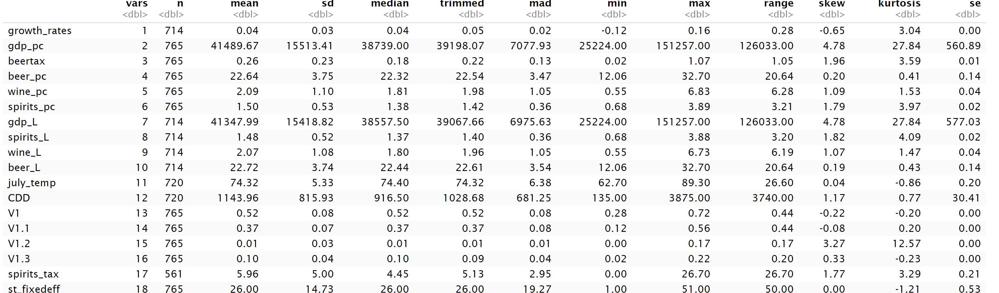 vars n mean sd median trimmed mad min max range skew kurtosis se
<dbl> <dbl> <dbl> <dbl> <dbl> <dbl> <dbl> <dbl> <dbl> <dbl> <dbl> <dbl> <dbl>
growth_rates 1 714 0.04 0.03 0.04 0.05 0.02 -0.12 0.16 0.28 -0.65 3.04 0.00
gdp_pc 2 765 41489.67 15513.41 38739.00 39198.07 7077.93 25224.00 151257.00 126033.00 4.78 27.84 560.89
beertax 3 765 0.26 0.23 0.18 0.22 0.13 0.02 1.07 1.05 1.96 3.59 0.01
beer_pc 4 765 22.64 3.75 22.32 22.54 3.47 12.06 32.70 20.64 0.20 0.41 0.14
wine_pc 5 765 2.09 1.10 1.81 1.98 1.05 0.55 6.83 6.28 1.09 1.53 0.04
spirits_pc 6 765 1.50 0.53 1.38 1.42 0.36 0.68 3.89 3.21 1.79 3.97 0.02
gdp_L 7 714 41347.99 15418.82 38557.50 39067.66 6975.63 25224.00 151257.00 126033.00 4.78 27.84 577.03
spirits_L 8 714 1.48 0.52 1.37 1.40 0.36 0.68 3.88 3.20 1.82 4.09 0.02
wine_L 9 714 2.07 1.08 1.80 1.96 1.05 0.55 6.73 6.19 1.07 1.47 0.04
beer_L 10 714 22.72 3.74 22.44 22.61 3.54 12.06 32.70 20.64 0.19 0.43 0.14
july_temp 11 720 74.32 5.33 74.40 74.32 6.38 62.70 89.30 26.60 0.04 -0.86 0.20
CDD 12 720 1143.96 815.93 916.50 1028.68 681.25 135.00 3875.00 3740.00 1.17 0.77 30.41
V1 13 765 0.52 0.08 0.52 0.52 0.08 0.28 0.72 0.44 -0.22 -0.20 0.00
V1.1 14 765 0.37 0.07 0.37 0.37 0.08 0.12 0.56 0.44 -0.08 0.20 0.00
V1.2 15 765 0.01 0.03 0.01 0.01 0.01 0.00 0.17 0.17 3.27 12.57 0.00
V1.3 16 765 0.10 0.04 0.10 0.09 0.04 0.02 0.22 0.20 0.33 -0.23 0.00
spirits_tax 17 561 5.96 5.00 4.45 5.13 2.95 0.00 26.70 26.70 1.77 3.29 0.21
st_fixedeff 18 765 26.00 14.73 26.00 26.00 19.27 1.00 51.00 50.00 0.00 -1.21 0.53